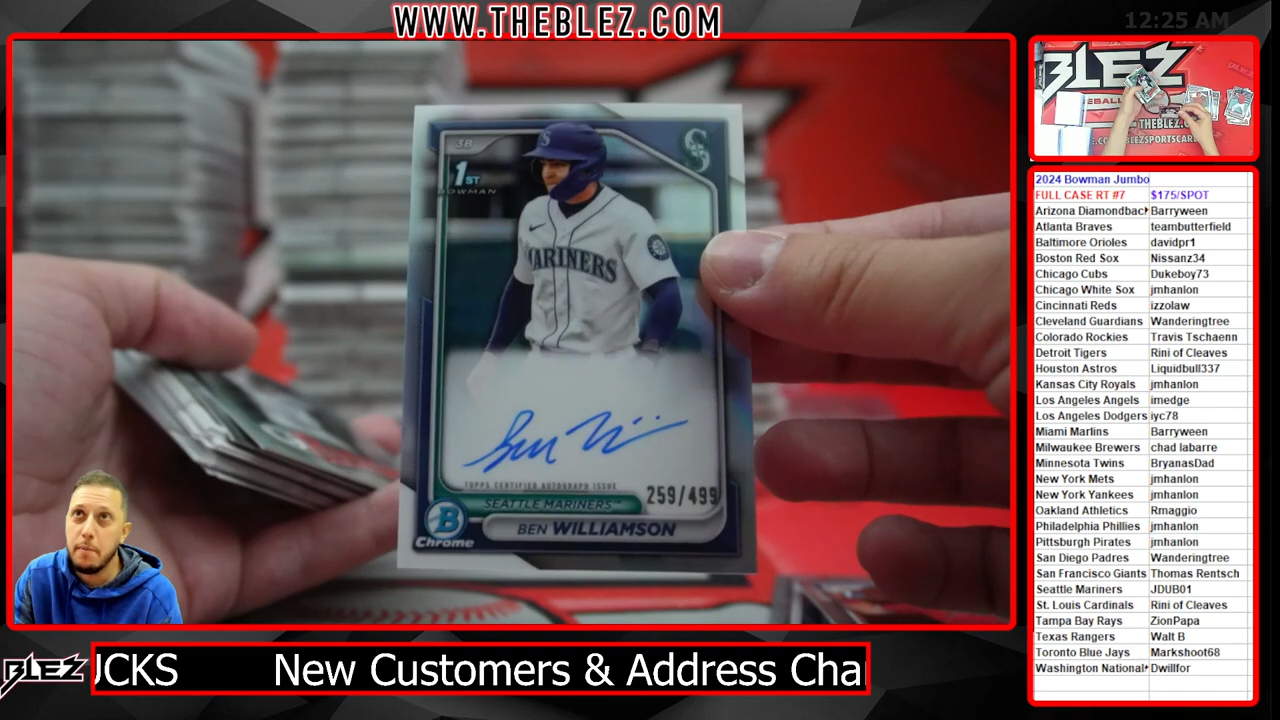 WWW.THEBLEZ.COM
12:25 AM
3B
1ST
BOWMAN
MARINERS
TOPPS CERTIFIED AUTOGRAPH ISSUE
259/499
SEATTLE MARINERS™
BEN WILLIAMSON
B
Chrome
BLEZ
THEBLEZ
2024 Bowman Jumbo
FULL CASE RT #7 $175/SPOT
Arizona Diamondbac Barryween
Atlanta Braves teambutterfield
Baltimore Orioles davidpr1
Boston Red Sox Nissanz34
Chicago Cubs Dukeboy73
Chicago White Sox jmhanlon
Cincinnati Reds izzolaw
Cleveland Guardians Wanderingtree
Colorado Rockies Travis Tschaenn
Detroit Tigers Rini of Cleaves
Houston Astros Liquidbull337
Kansas City Royals jmhanlon
Los Angeles Angels imedge
Los Angeles Dodgers iyc78
Miami Marlins Barryween
Milwaukee Brewers chad labarre
Minnesota Twins BryanasDad
New York Mets jmhanlon
New York Yankees jmhanlon
Oakland Athletics Rmaggio
Philadelphia Phillies jmhanlon
Pittsburgh Pirates jmhanlon
San Diego Padres Wanderingtree
San Francisco Giants Thomas Rentsch
Seattle Mariners JDUB01
St. Louis Cardinals Rini of Cleaves
Tampa Bay Rays ZionPapa
Texas Rangers Walt B
Toronto Blue Jays Markshoot68
Washington National Dwillfor
BLEZ
UCKS New Customers & Address Cha